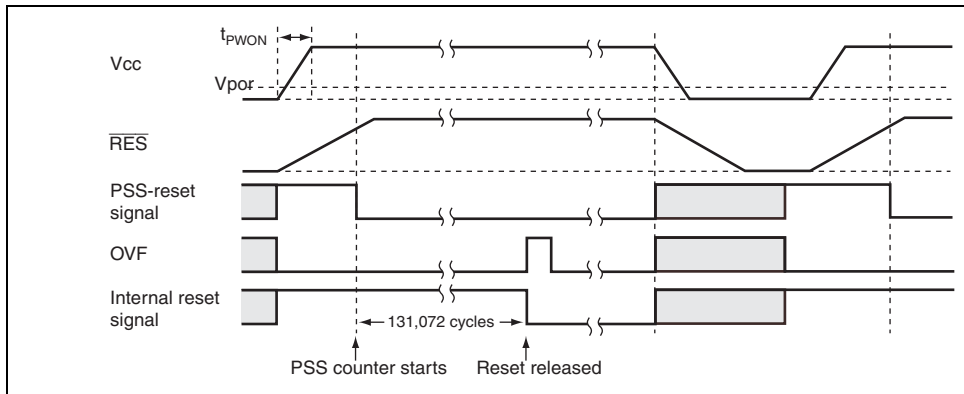 tPWON
Vcc
Vpor
RES
PSS-reset
signal
OVF
Internal reset
signal
131,072 cycles
PSS counter starts
Reset released